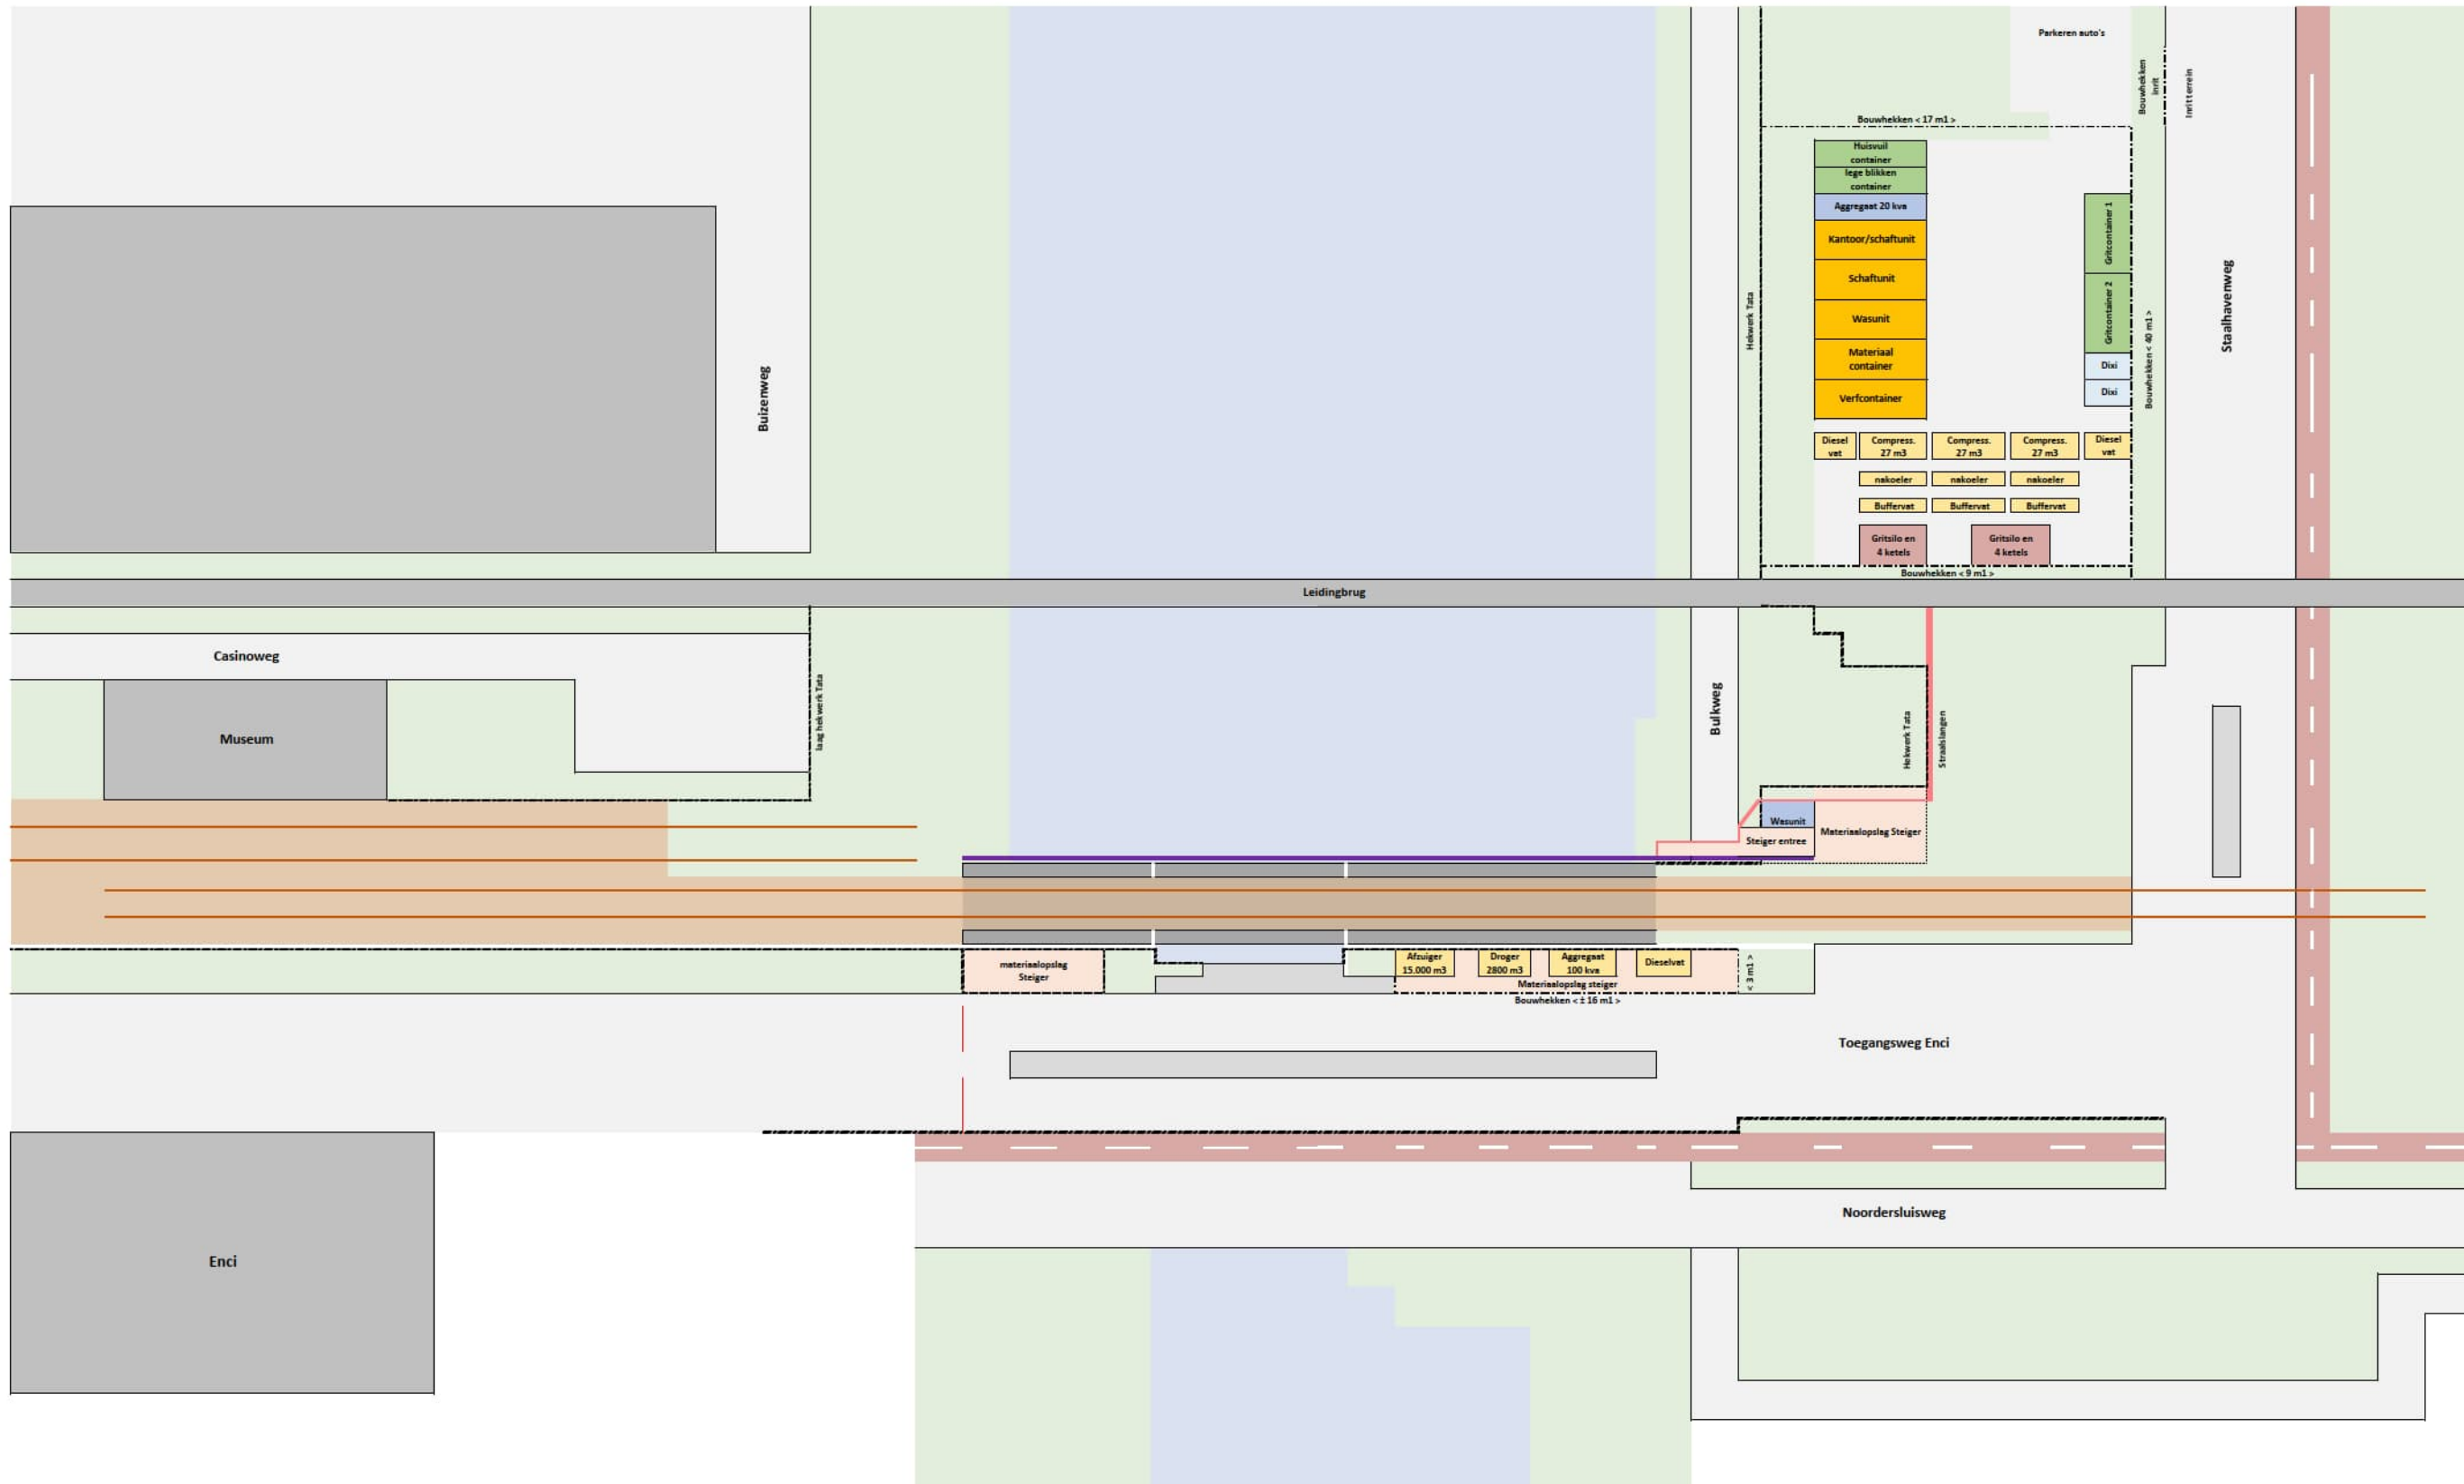 Parkeren auto's
Bouwhekken
inrit
Inrit terrein
Bouwhekken < 17 m1 >
Huisvuil
container
lege blikken
container
Aggregaat 20 kva
Kantoor/schaftunit
Schaftunit
Wasunit
Materiaal
container
Verfcontainer
Gritcontainer 1
Gritcontainer 2
Dixi
Dixi
Hekwerk Tata
Bouwhekken < 40 m1 >
Staalhavenweg
Buizenweg
Diesel
vat
Compress.
27 m3
Compress.
27 m3
Compress.
27 m3
Diesel
vat
nakoeler
nakoeler
nakoeler
Buffervat
Buffervat
Buffervat
Gritsilo en
4 ketels
Gritsilo en
4 ketels
Bouwhekken < 9 m1 >
Leidingbrug
Casinoweg
laag hekwerk Tata
Museum
Bulkweg
Hekwerk Tata
Straalslangen
Wasunit
Steiger entree
Materiaalopslag Steiger
materiaalopslag
Steiger
Afzuiger
15.000 m3
Droger
2800 m3
Aggregaat
100 kva
Dieselvat
Materiaalopslag steiger
< 3 m1 >
Bouwhekken < ± 16 m1 >
Toegangsweg Enci
Noordersluisweg
Enci